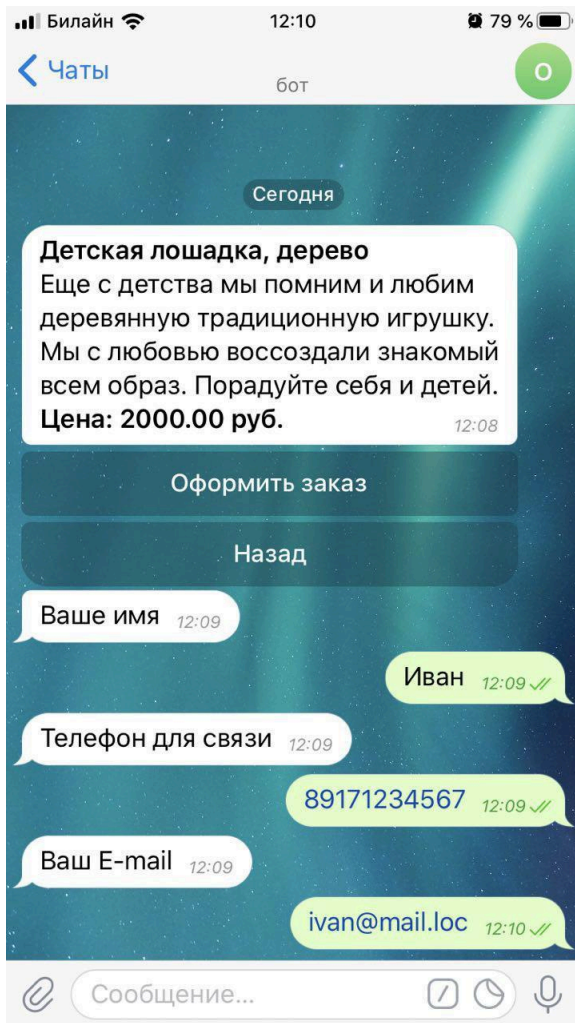 Билайн 12:10 79 %
Чаты
бот
О
Сегодня
Детская лошадка, дерево
Еще с детства мы помним и любим
деревянную традиционную игрушку.
Мы с любовью воссоздали знакомый
всем образ. Порадуйте себя и детей.
Цена: 2000.00 руб. 12:08
Оформить заказ
Назад
Ваше имя 12:09
Иван 12:09
Телефон для связи 12:09
89171234567 12:09
Ваш E-mail 12:09
ivan@mail.loc 12:10
Сообщение...